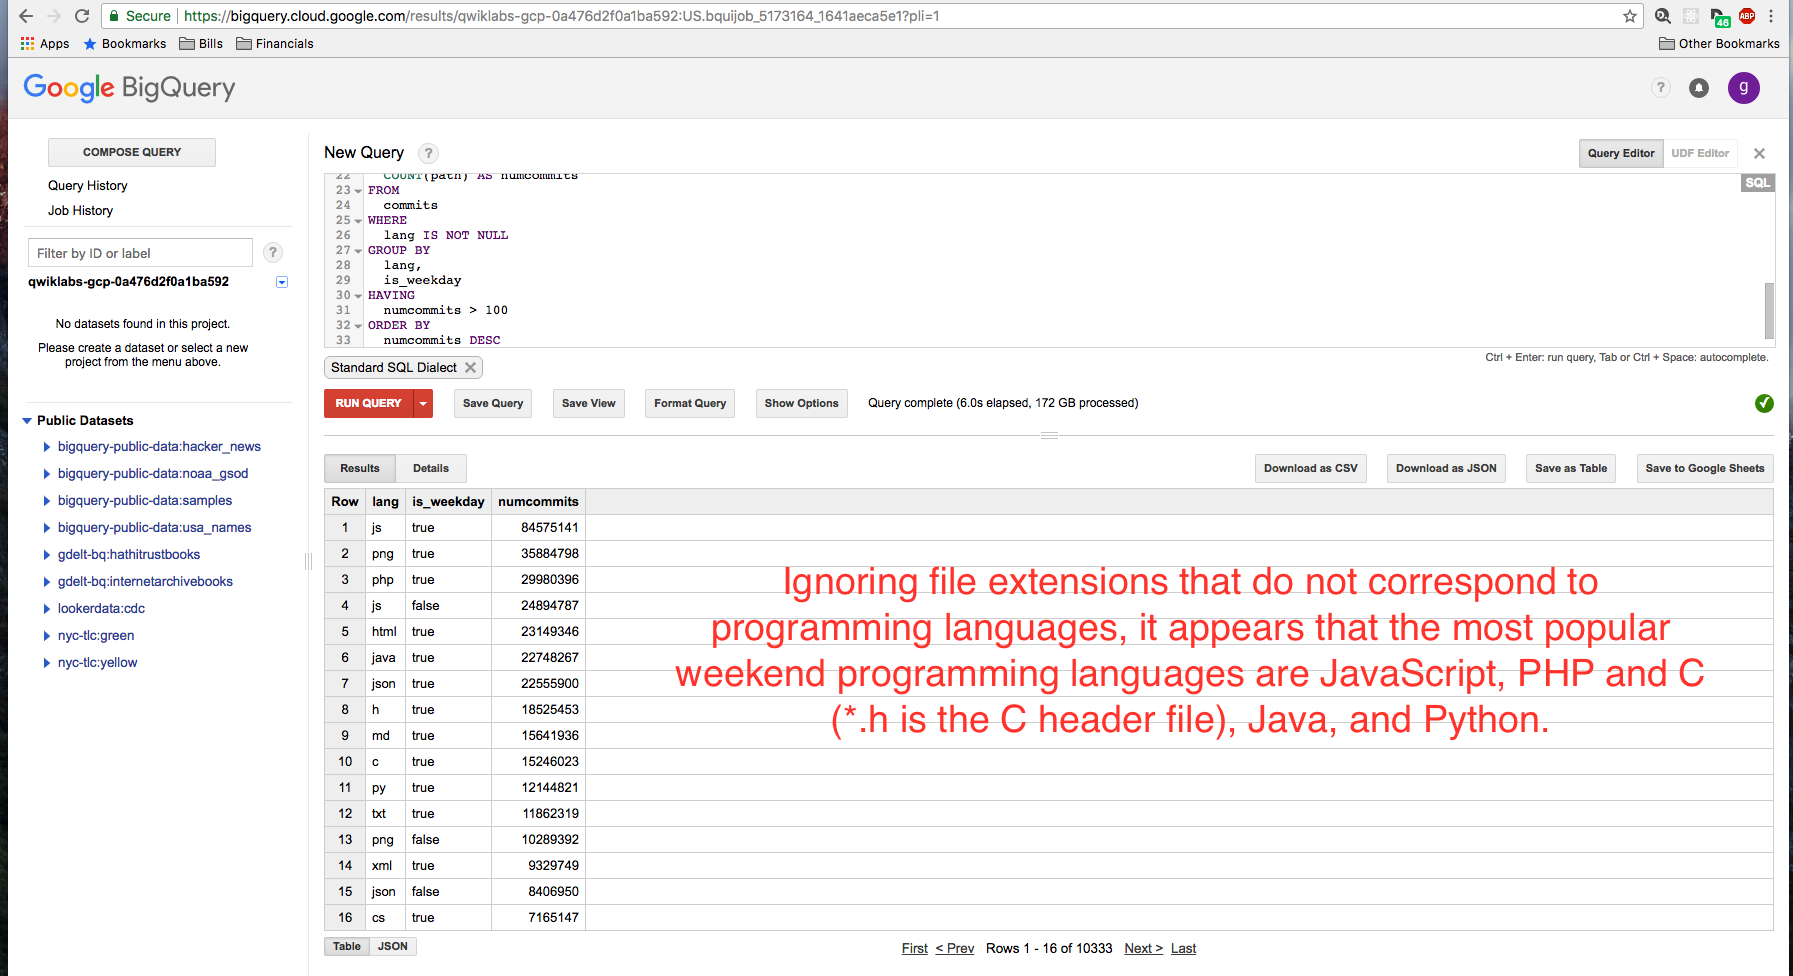 Secure https://bigquery.cloud.google.com/results/qwiklabs-gcp-0a476d2f0a1ba592:US.bquijob_5173164_1641aeca5e1?pli=1
46 ABP
Apps Bookmarks Bills Financials Other Bookmarks
Google BigQuery
? g
COMPOSE QUERY
Query History
Job History
Filter by ID or label ?
qwiklabs-gcp-0a476d2f0a1ba592
No datasets found in this project.
Please create a dataset or select a new
project from the menu above.
Public Datasets
bigquery-public-data:hacker_news
bigquery-public-data:noaa_gsod
bigquery-public-data:samples
bigquery-public-data:usa_names
gdelt-bq:hathitrustbooks
gdelt-bq:internetarchivebooks
lookerdata:cdc
nyc-tlc:green
nyc-tlc:yellow
New Query ?
Query Editor UDF Editor
SQL
22 COUNT(path) AS numcommits
23 FROM
24 commits
25 WHERE
26 lang IS NOT NULL
27 GROUP BY
28 lang,
29 is_weekday
30 HAVING
31 numcommits > 100
32 ORDER BY
33 numcommits DESC
Ctrl + Enter: run query, Tab or Ctrl + Space: autocomplete.
Standard SQL Dialect
RUN QUERY Save Query Save View Format Query Show Options Query complete (6.0s elapsed, 172 GB processed)
Results Details Download as CSV Download as JSON Save as Table Save to Google Sheets
Row lang is_weekday numcommits
1 js true 84575141
2 png true 35884798
3 php true 29980396
4 js false 24894787
5 html true 23149346
6 java true 22748267
7 json true 22555900
8 h true 18525453
9 md true 15641936
10 c true 15246023
11 py true 12144821
12 txt true 11862319
13 png false 10289392
14 xml true 9329749
15 json false 8406950
16 cs true 7165147
Ignoring file extensions that do not correspond to
programming languages, it appears that the most popular
weekend programming languages are JavaScript, PHP and C
(*.h is the C header file), Java, and Python.
Table JSON First < Prev Rows 1 - 16 of 10333 Next > Last